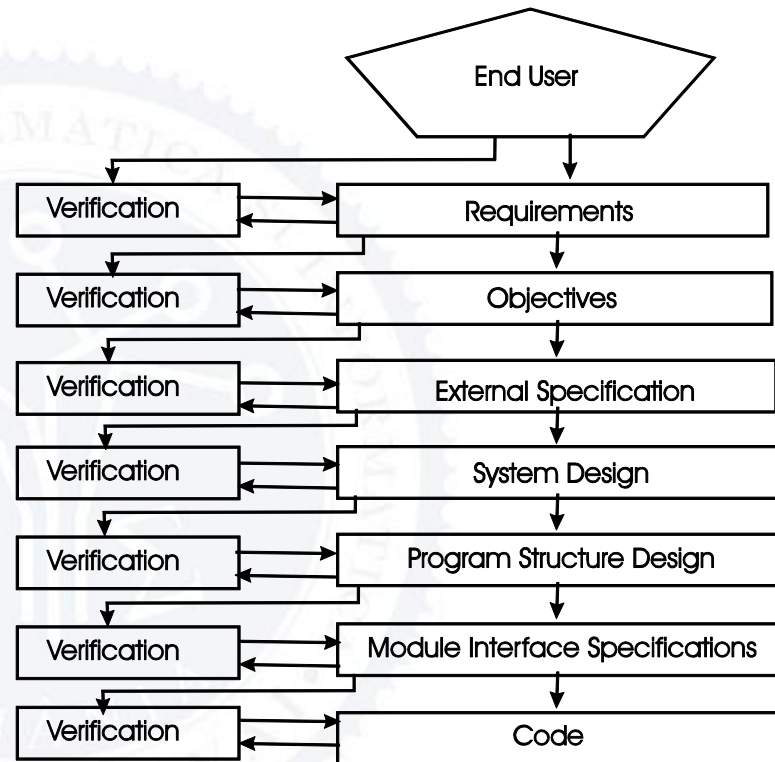 End User
Verification
Requirements
Verification
Objectives
Verification
External Specification
Verification
System Design
Verification
Program Structure Design
Verification
Module Interface Specifications
Verification
Code